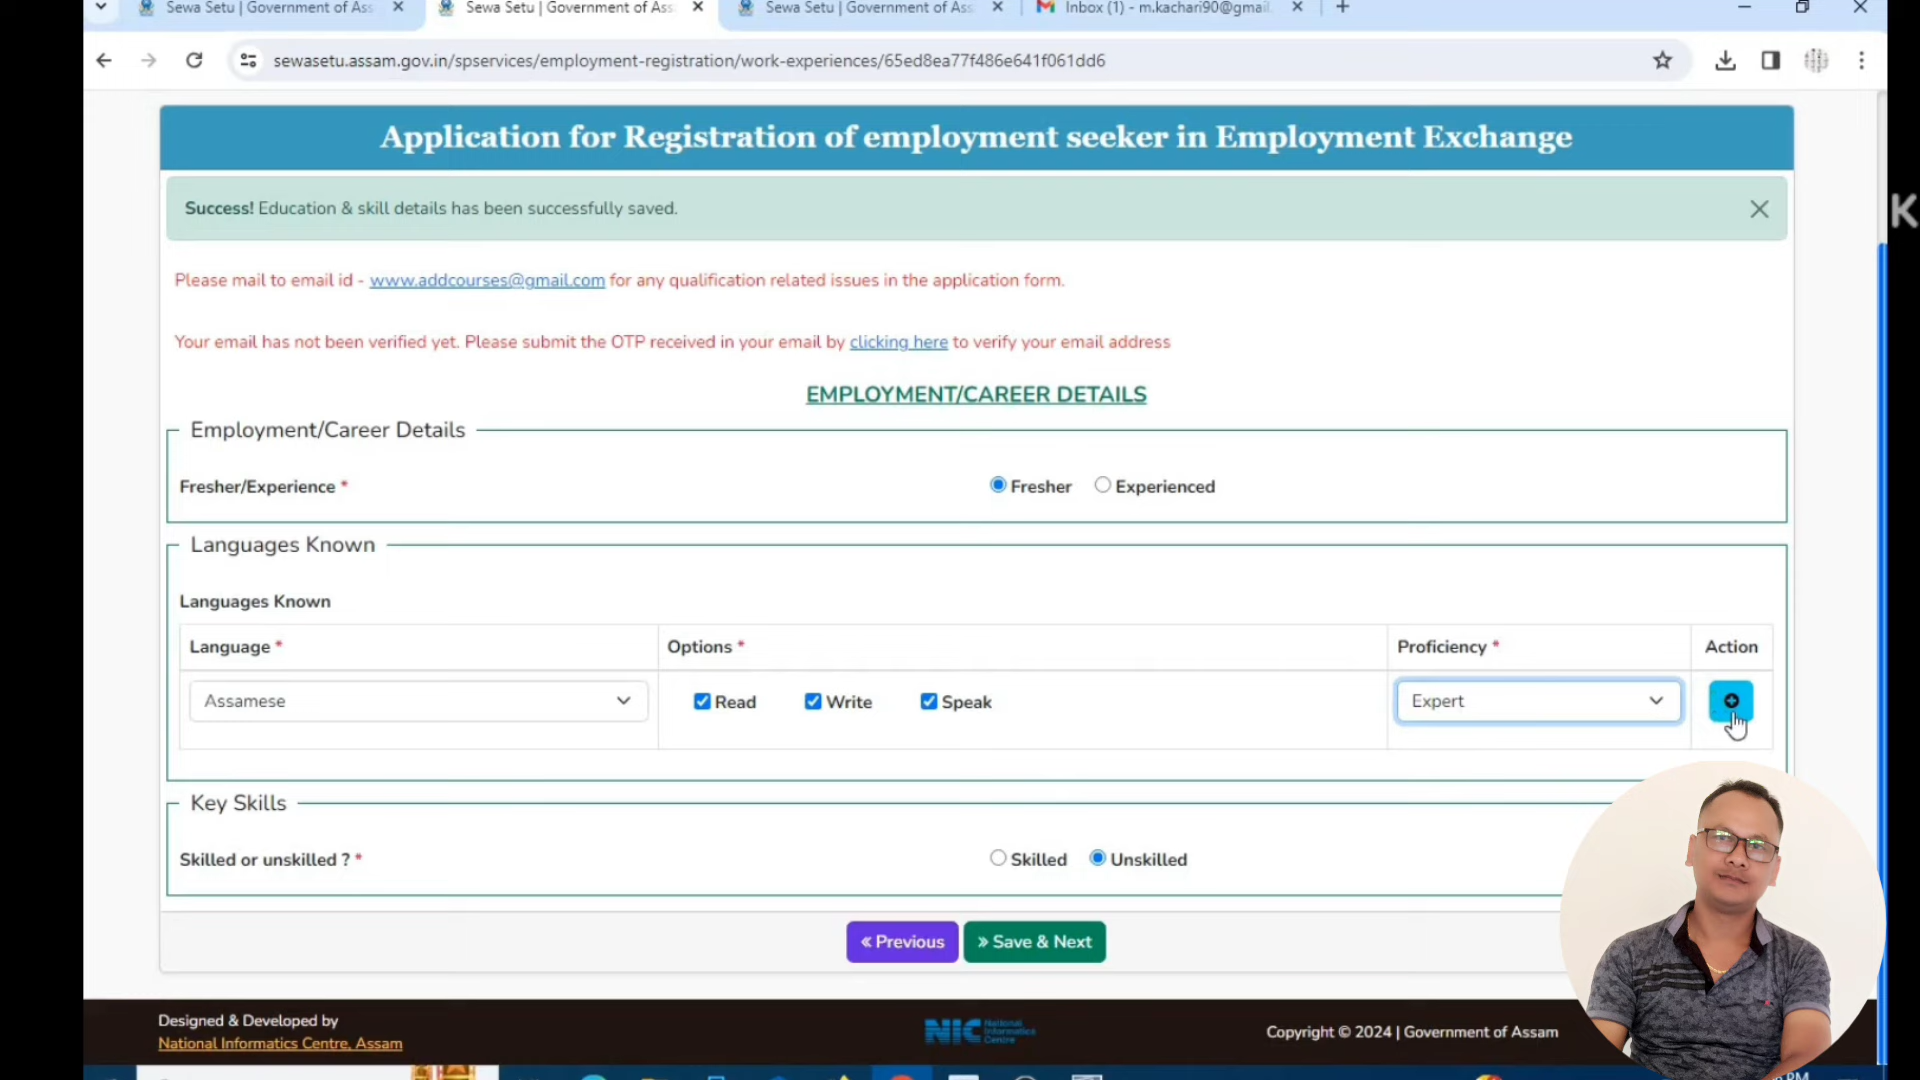 Sewa Setu | Government of Ass
Sewa Setu | Government of Ass
Sewa Setu | Government of Ass
Inbox (1) - m.kachari90@gmail.
sewasetu.assam.gov.in/spservices/employment-registration/work-experiences/65ed8ea77f486e641f061dd6
K
Application for Registration of employment seeker in Employment Exchange
Success! Education & skill details has been successfully saved.
Please mail to email id - www.addcourses@gmail.com for any qualification related issues in the application form.
Your email has not been verified yet. Please submit the OTP received in your email by clicking here to verify your email address
EMPLOYMENT/CAREER DETAILS
Employment/Career Details
Fresher/Experience * Fresher Experienced
Languages Known
Languages Known
Language * Options * Proficiency * Action
Assamese Read Write Speak Expert
Key Skills
Skilled or unskilled ? * Skilled Unskilled
« Previous » Save & Next
Designed & Developed by
National Informatics Centre, Assam
NIC National Informatics Centre
Copyright © 2024 | Government of Assam
PM